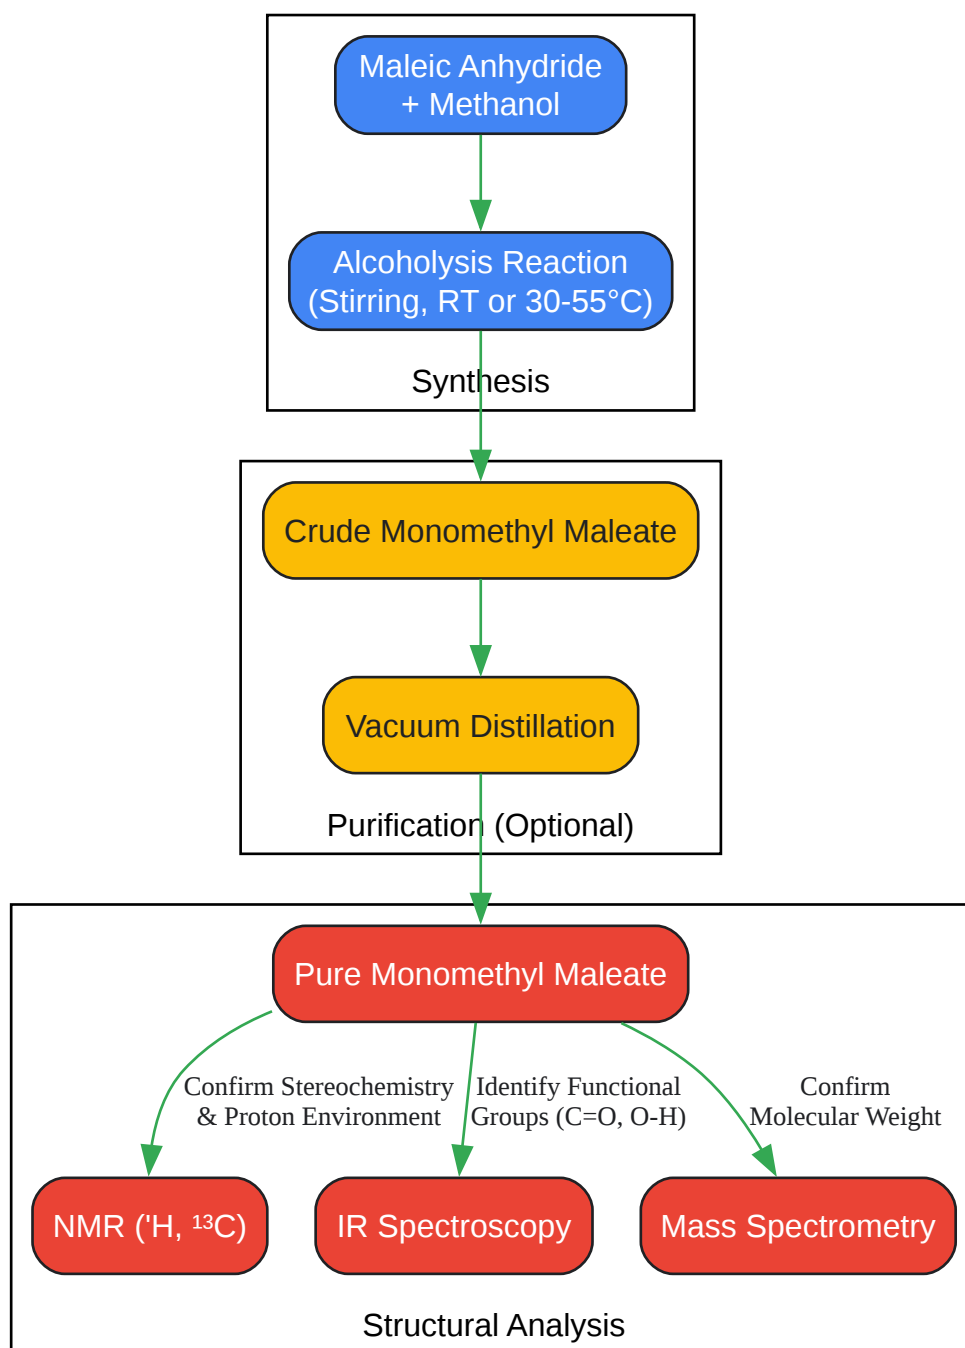 Maleic Anhydride
+ Methanol
Alcoholysis Reaction
(Stirring, RT or 30-55°C)
Synthesis
Crude Monomethyl Maleate
Vacuum Distillation
Purification (Optional)
Pure Monomethyl Maleate
Confirm Stereochemistry
& Proton Environment
Identify Functional
Groups (C=O, O-H)
Confirm
Molecular Weight
NMR ('H, ¹³C)
IR Spectroscopy
Mass Spectrometry
Structural Analysis